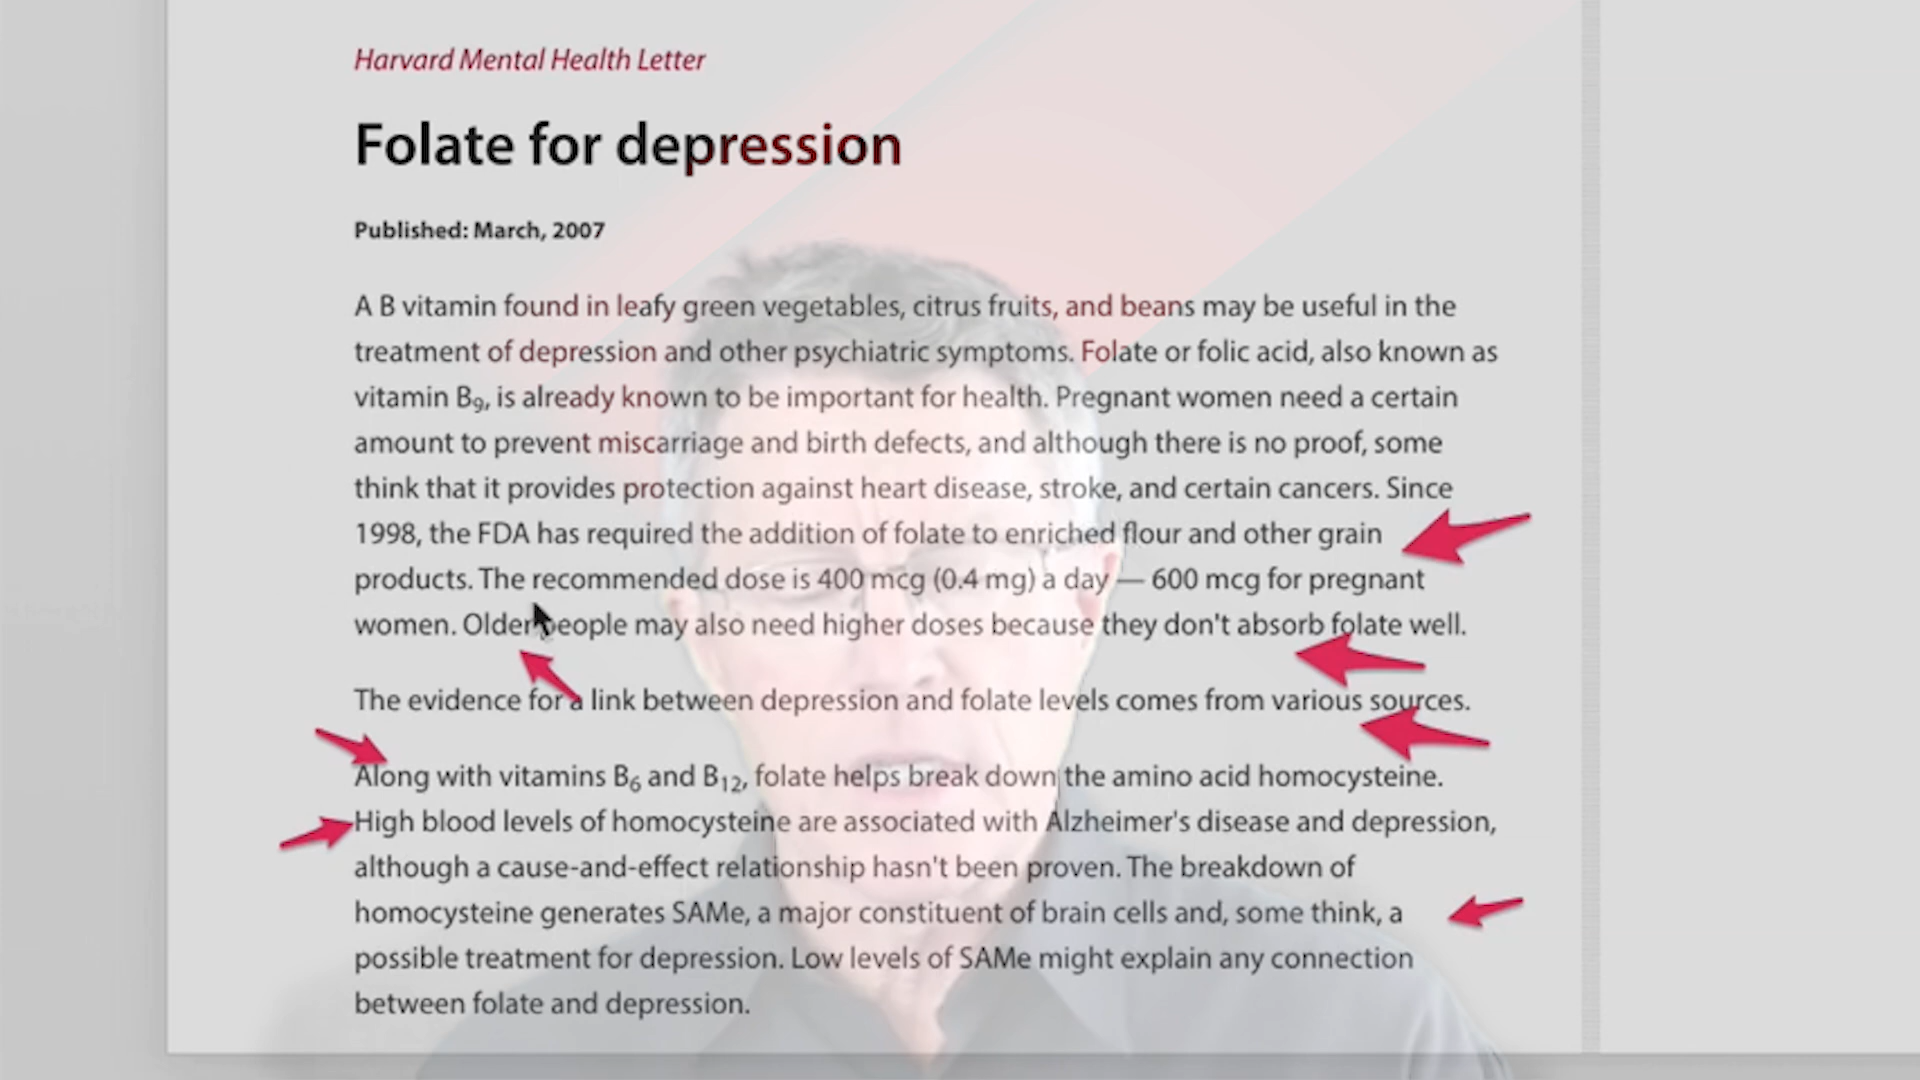 Harvard Mental Health Letter
Folate for depression
Published: March, 2007
A B vitamin found in leafy green vegetables, citrus fruits, and beans may be useful in the
treatment of depression and other psychiatric symptoms. Folate or folic acid, also known as
vitamin B₉, is already known to be important for health. Pregnant women need a certain
amount to prevent miscarriage and birth defects, and although there is no proof, some
think that it provides protection against heart disease, stroke, and certain cancers. Since
1998, the FDA has required the addition of folate to enriched flour and other grain
products. The recommended dose is 400 mcg (0.4 mg) a day — 600 mcg for pregnant
women. Older people may also need higher doses because they don't absorb folate well.
The evidence for a link between depression and folate levels comes from various sources.
Along with vitamins B₆ and B₁₂, folate helps break down the amino acid homocysteine.
High blood levels of homocysteine are associated with Alzheimer's disease and depression,
although a cause-and-effect relationship hasn't been proven. The breakdown of
homocysteine generates SAMe, a major constituent of brain cells and, some think, a
possible treatment for depression. Low levels of SAMe might explain any connection
between folate and depression.